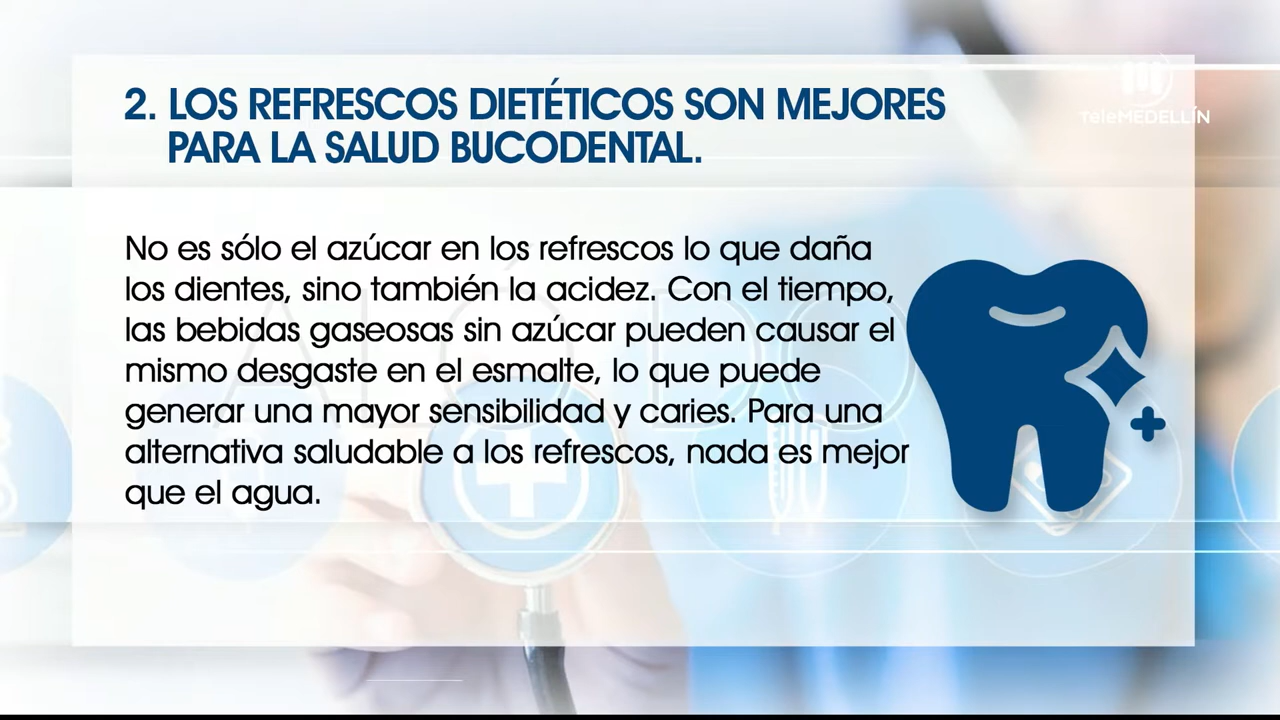 2. LOS REFRESCOS DIETÉTICOS SON MEJORES
PARA LA SALUD BUCODENTAL.
TeleMEDELLÍN
No es sólo el azúcar en los refrescos lo que daña
los dientes, sino también la acidez. Con el tiempo,
las bebidas gaseosas sin azúcar pueden causar el
mismo desgaste en el esmalte, lo que puede
generar una mayor sensibilidad y caries. Para una
alternativa saludable a los refrescos, nada es mejor
que el agua.